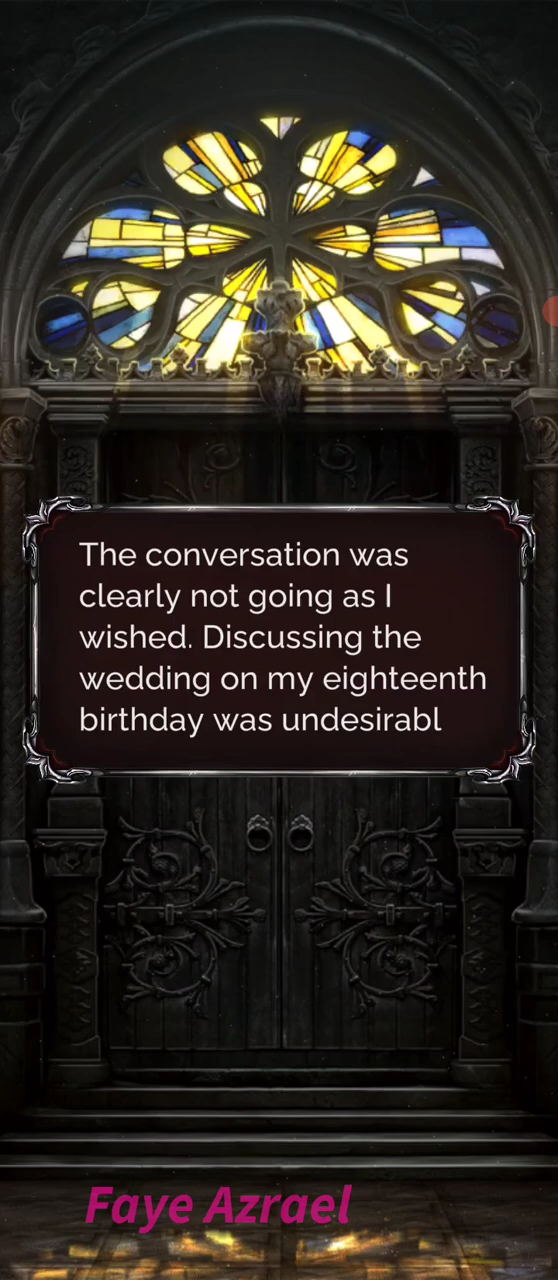 The conversation was
clearly not going as I
wished. Discussing the
wedding on my eighteenth
birthday was undesirabl
Faye Azrael